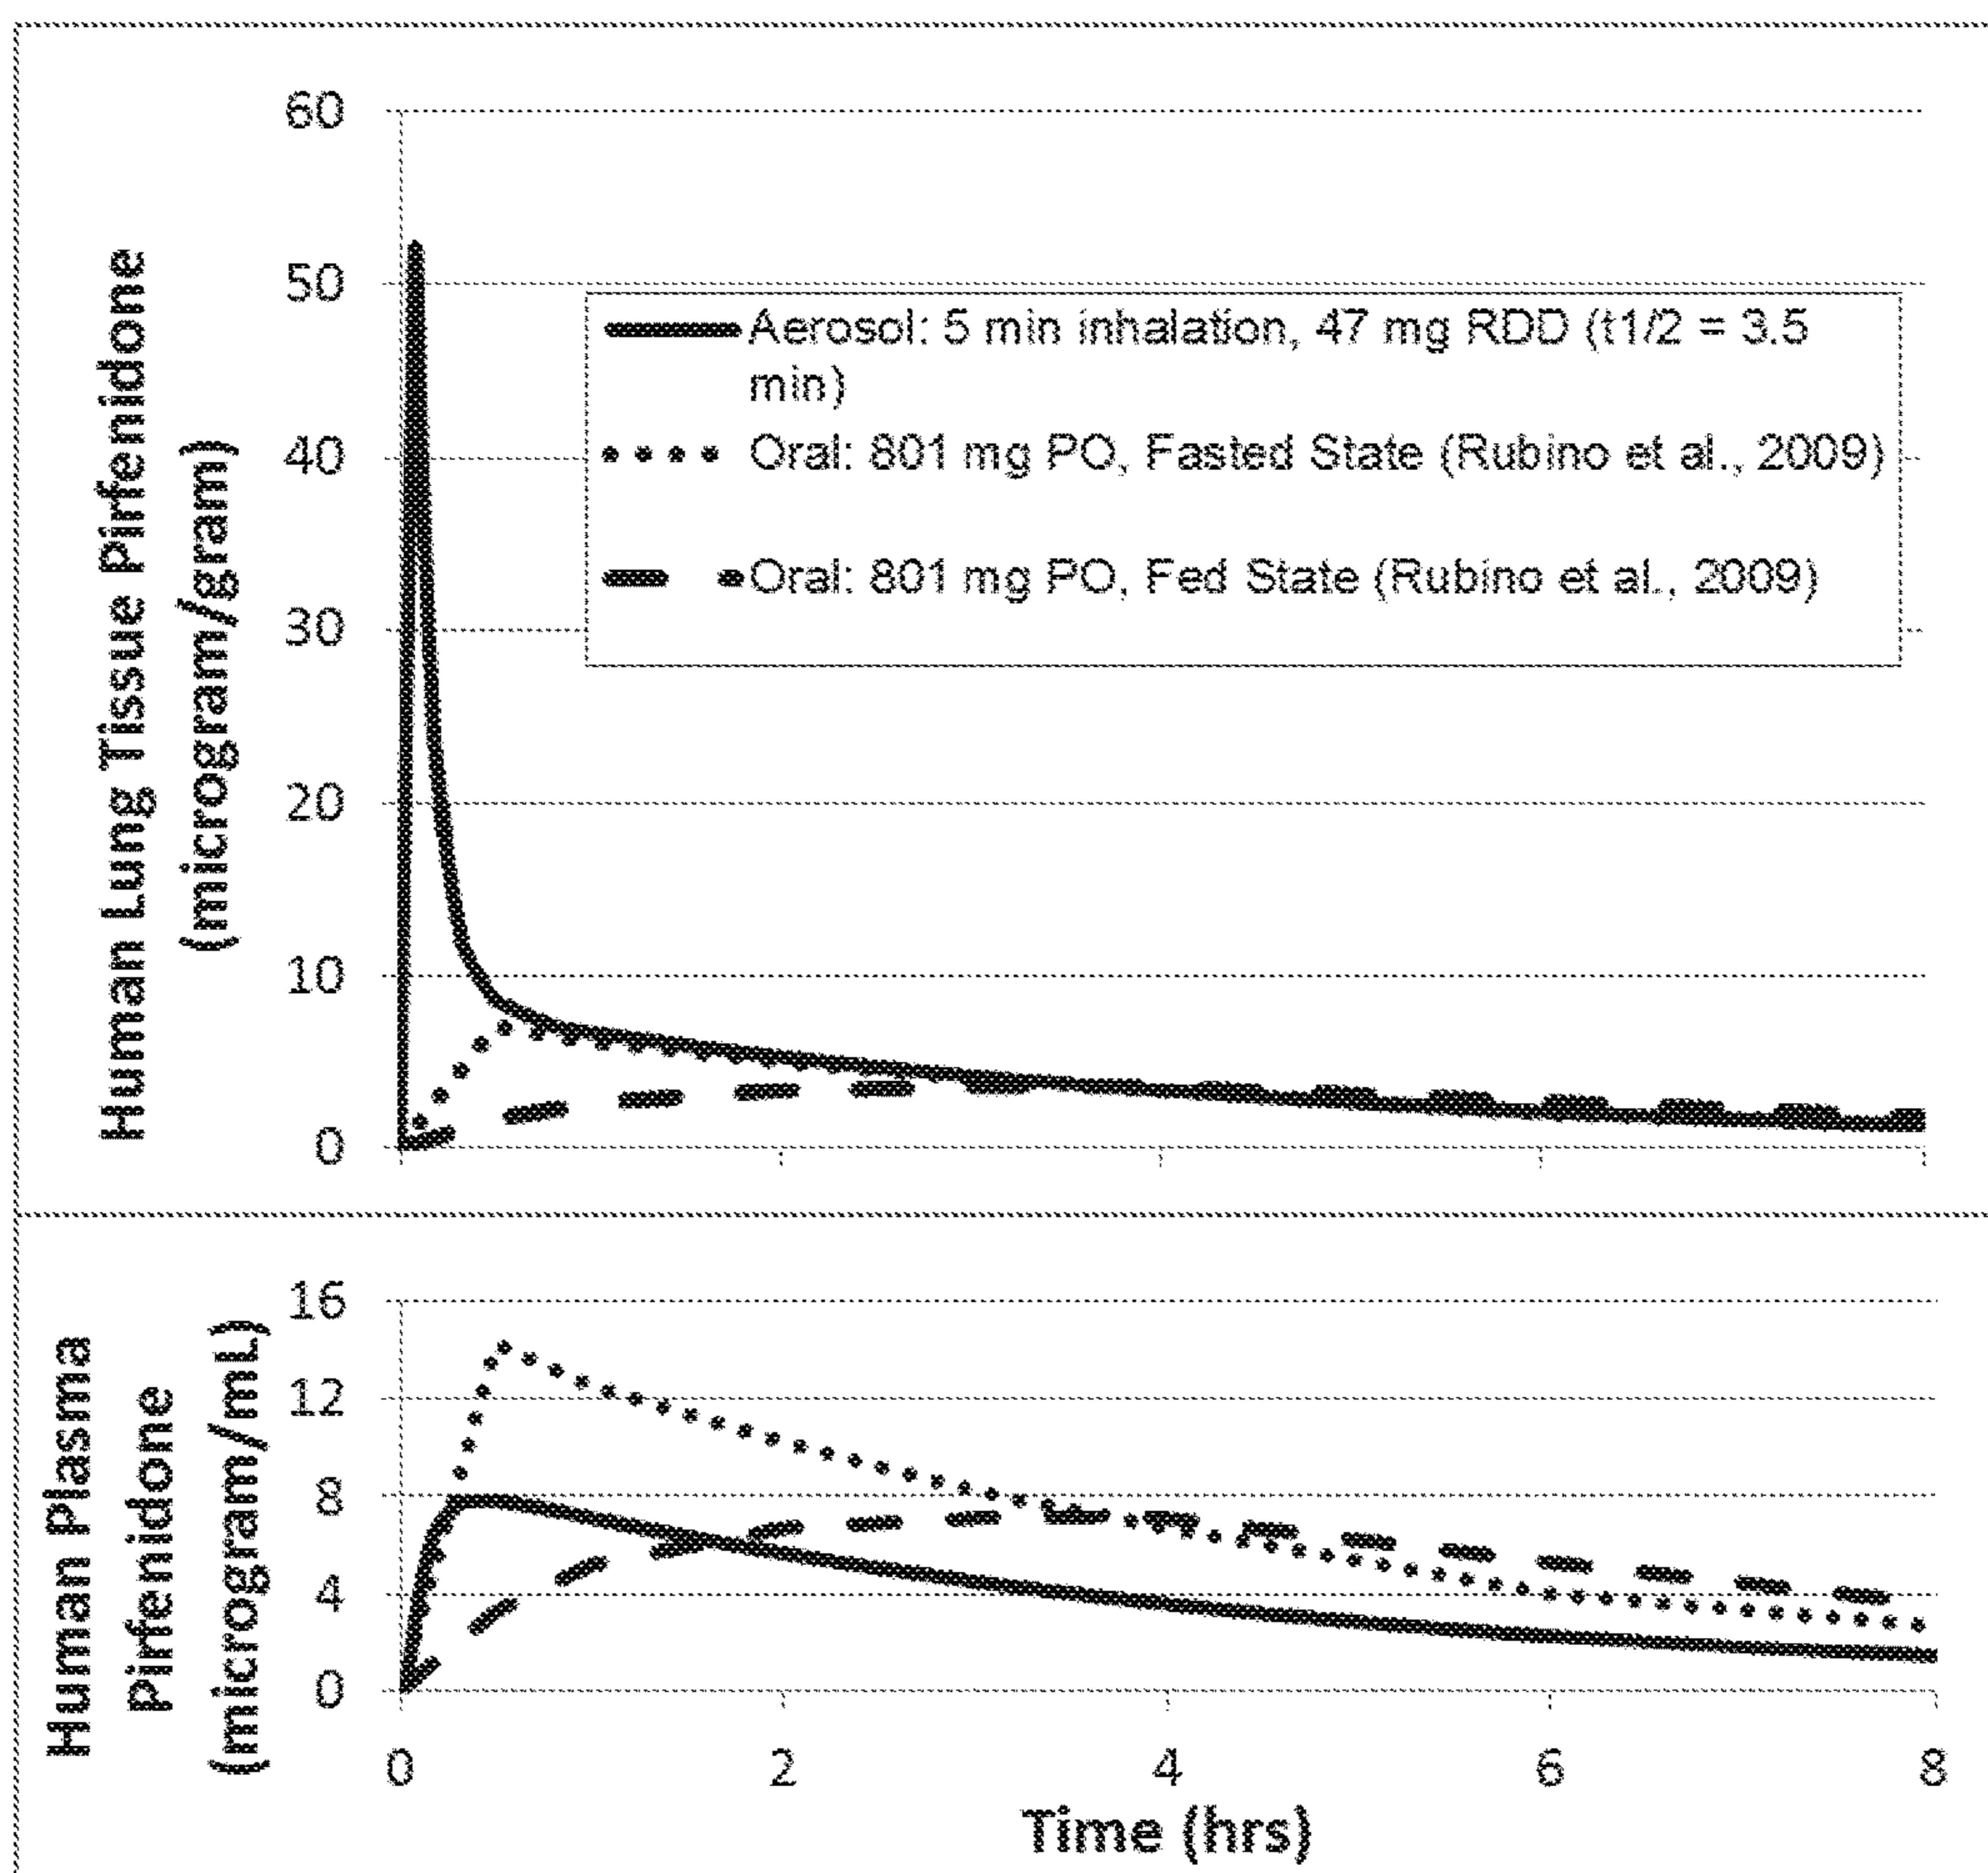 Human Lung Tissue Pirfenidone
(microgram/gram)
60
50
40
30
20
10
0
Aerosol: 5 min inhalation, 47 mg RDD (t1/2 = 3.5
min)
Oral: 801 mg PO, Fasted State (Rubino et al., 2009)
Oral: 801 mg PO, Fed State (Rubino et al., 2009)
Human Plasma
Pirfenidone
(microgram/mL)
16
12
8
4
0
0 2 4 6 8
Time (hrs)